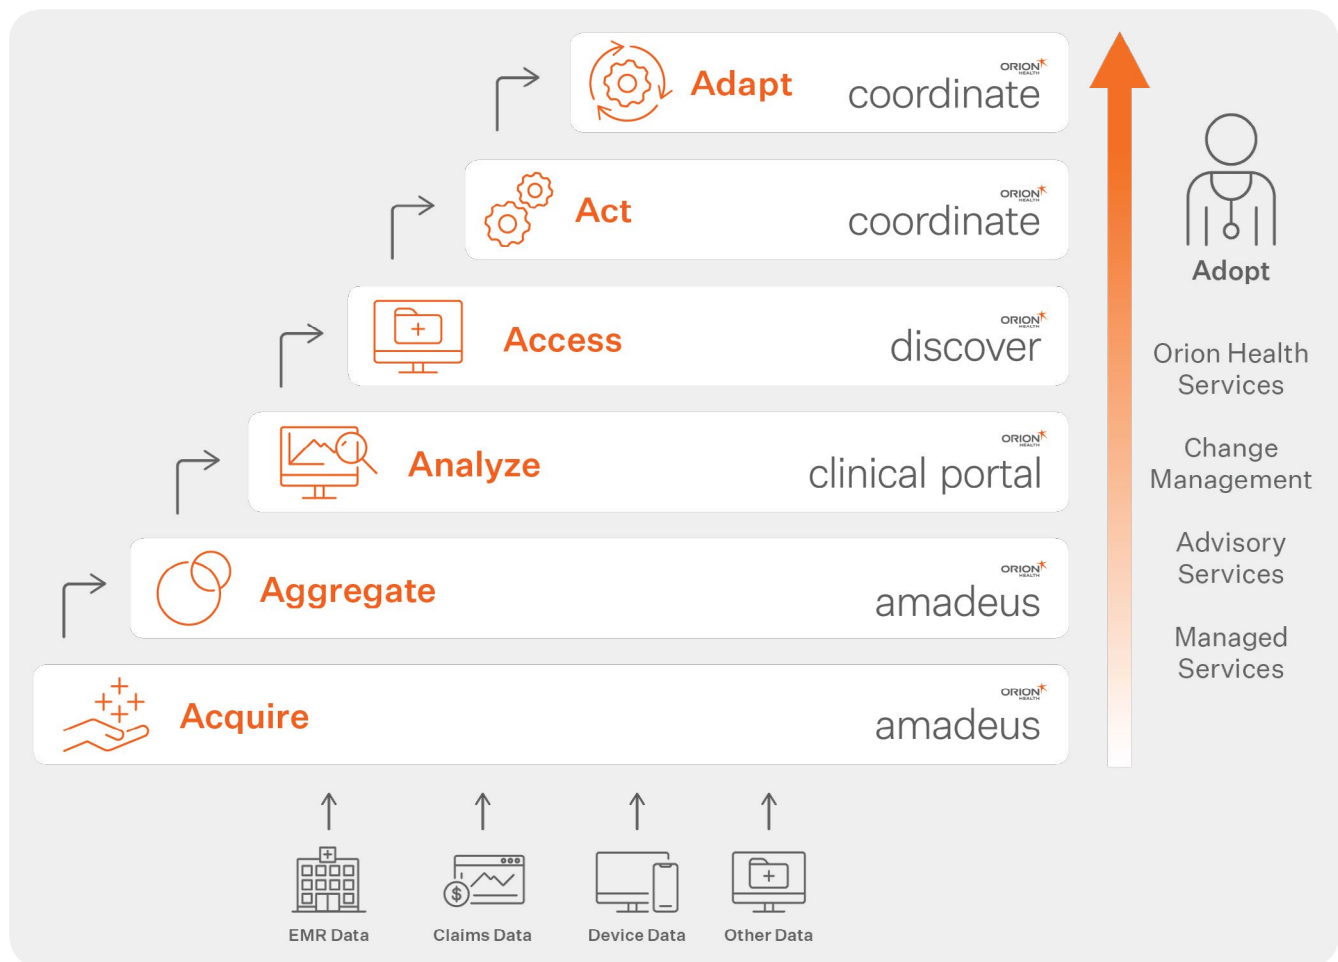 Adapt
ORION
HEALTH
coordinate
Act
ORION
HEALTH
coordinate
Access
ORION
HEALTH
discover
Analyze
ORION
HEALTH
clinical portal
Aggregate
ORION
HEALTH
amadeus
Acquire
ORION
HEALTH
amadeus
Adopt
Orion Health
Services
Change
Management
Advisory
Services
Managed
Services
$
EMR Data
Claims Data
Device Data
Other Data